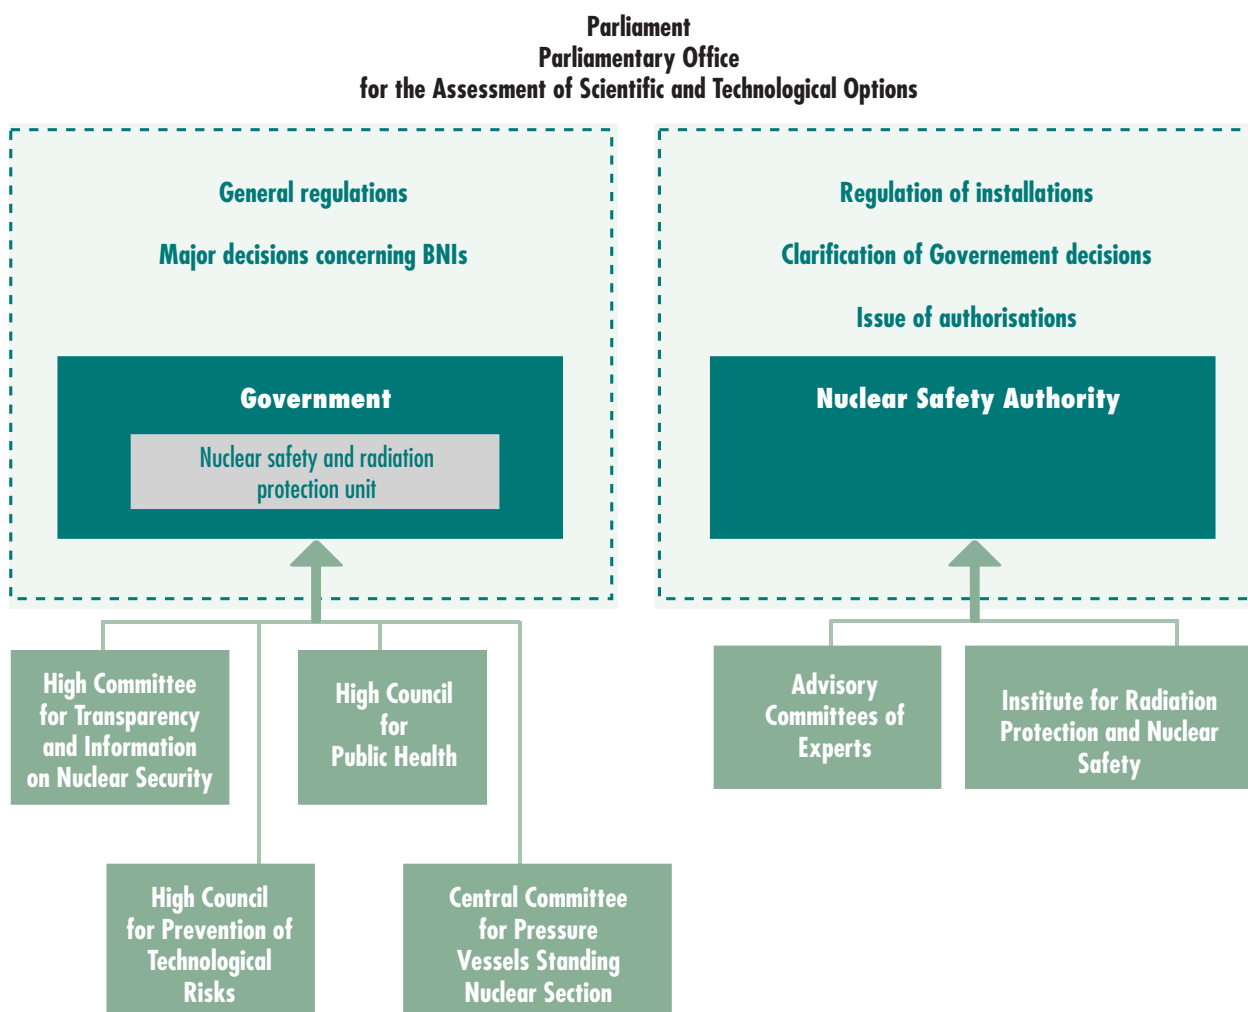 Parliament
Parliamentary Office
for the Assessment of Scientific and Technological Options
General regulations
Major decisions concerning BNIs
Government
Nuclear safety and radiation
protection unit
Regulation of installations
Clarification of Governement decisions
Issue of authorisations
Nuclear Safety Authority
High Committee
for Transparency
and Information
on Nuclear Security
High Council
for
Public Health
High Council
for Prevention of
Technological
Risks
Central Committee
for Pressure
Vessels Standing
Nuclear Section
Advisory
Committees of
Experts
Institute for Radiation
Protection and Nuclear
Safety